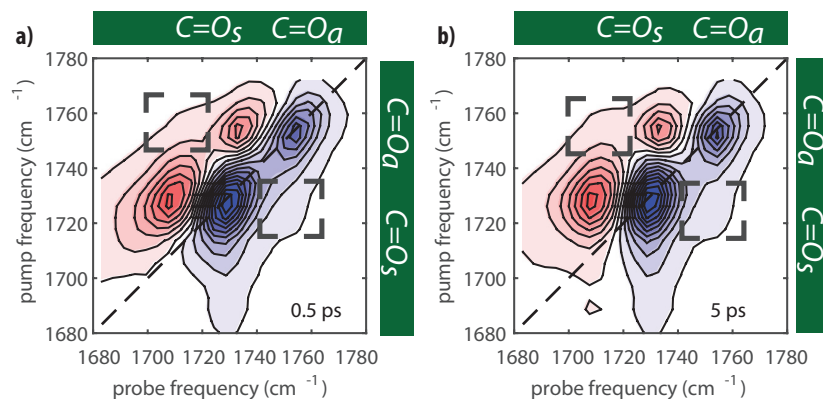 a)
C=Os C=Oa
1780
1760
1740
1720
1700
1680
pump frequency (cm -1)
1680 1700 1720 1740 1760 1780
probe frequency (cm -1)
0.5 ps
C=Oa C=Os
b)
C=Os C=Oa
1780
1760
1740
1720
1700
1680
pump frequency (cm -1)
1680 1700 1720 1740 1760 1780
probe frequency (cm -1)
5 ps
C=Oa C=Os